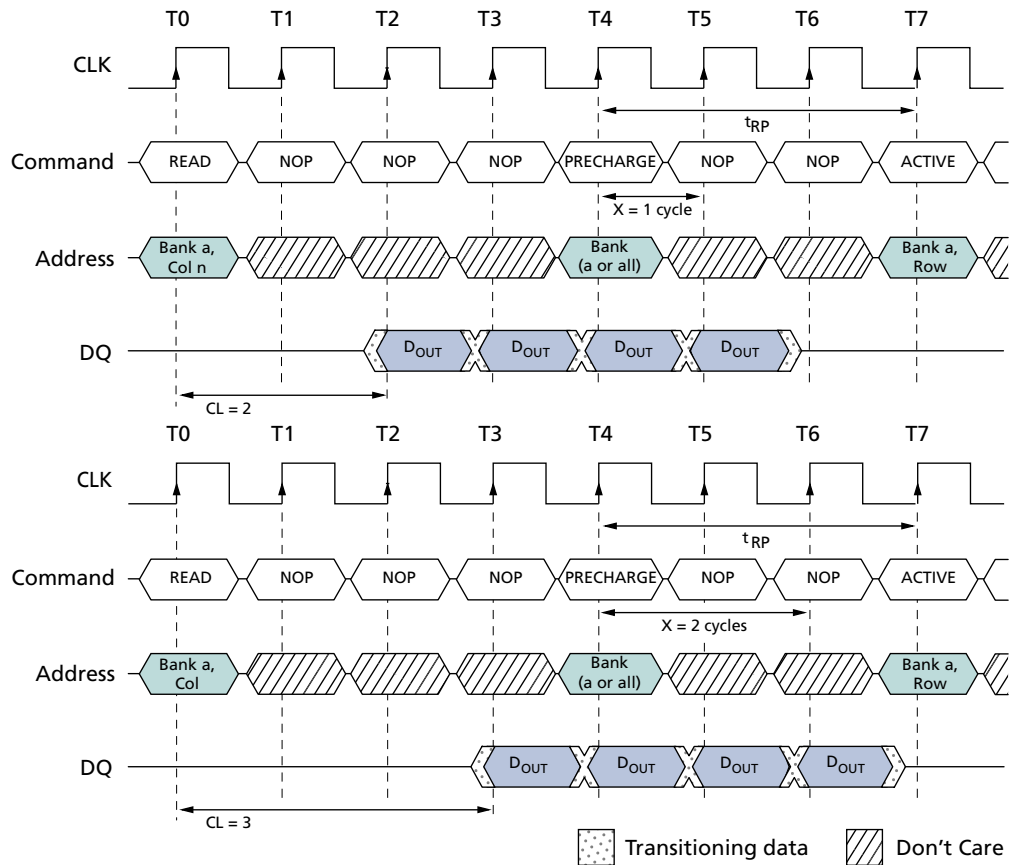 T0 T1 T2 T3 T4 T5 T6 T7
CLK
tRP
Command READ NOP NOP NOP PRECHARGE NOP NOP ACTIVE
X = 1 cycle
Address Bank a, Col n Bank (a or all) Bank a, Row
DQ DOUT DOUT DOUT DOUT
CL = 2
T0 T1 T2 T3 T4 T5 T6 T7
CLK
tRP
Command READ NOP NOP NOP PRECHARGE NOP NOP ACTIVE
X = 2 cycles
Address Bank a, Col Bank (a or all) Bank a, Row
DQ DOUT DOUT DOUT DOUT
CL = 3
Transitioning data Don't Care